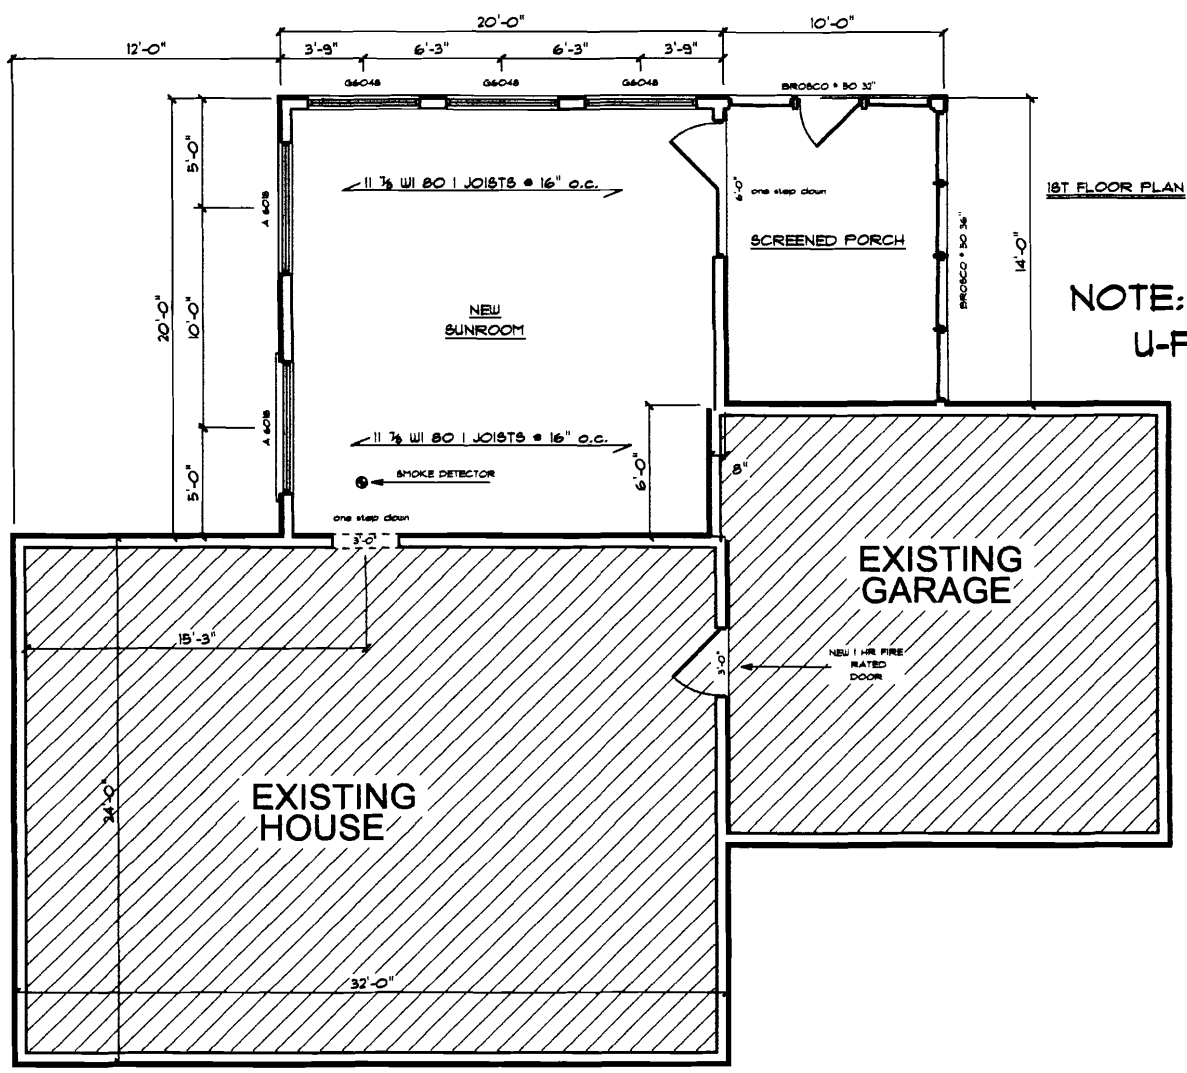 20'-0"
10'-0"
12'-0"
3'-9"
6'-3"
6'-3"
3'-9"
G6048
G6048
G6048
BROSCO * 30 32"
5'-0"
11 7/8 WI 80 I JOISTS @ 16" o.c.
6'-0"
one step down
1ST FLOOR PLAN
A 6018
SCREENED PORCH
BROSCO * 30 36"
14'-0"
NOTE:
U-F
20'-0"
10'-0"
NEW
SUNROOM
A 6018
11 7/8 WI 80 I JOISTS @ 16" o.c.
5'-0"
SMOKE DETECTOR
6'-0"
8"
one step down
3'-0"
EXISTING
GARAGE
15'-3"
3'-0"
NEW 1 HR FIRE
RATED
DOOR
24'-0"
EXISTING
HOUSE
32'-0"